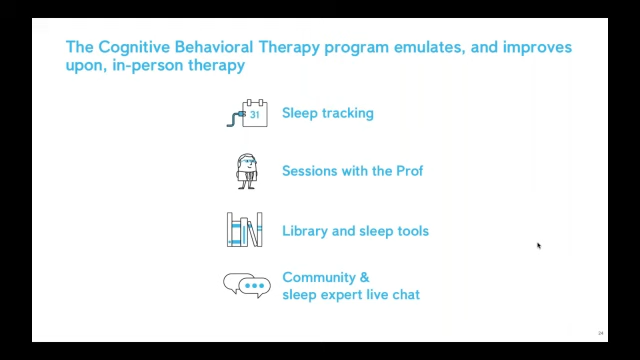 The Cognitive Behavioral Therapy program emulates, and improves
upon, in-person therapy
31
Sleep tracking
Sessions with the Prof
Library and sleep tools
Community &
sleep expert live chat
24